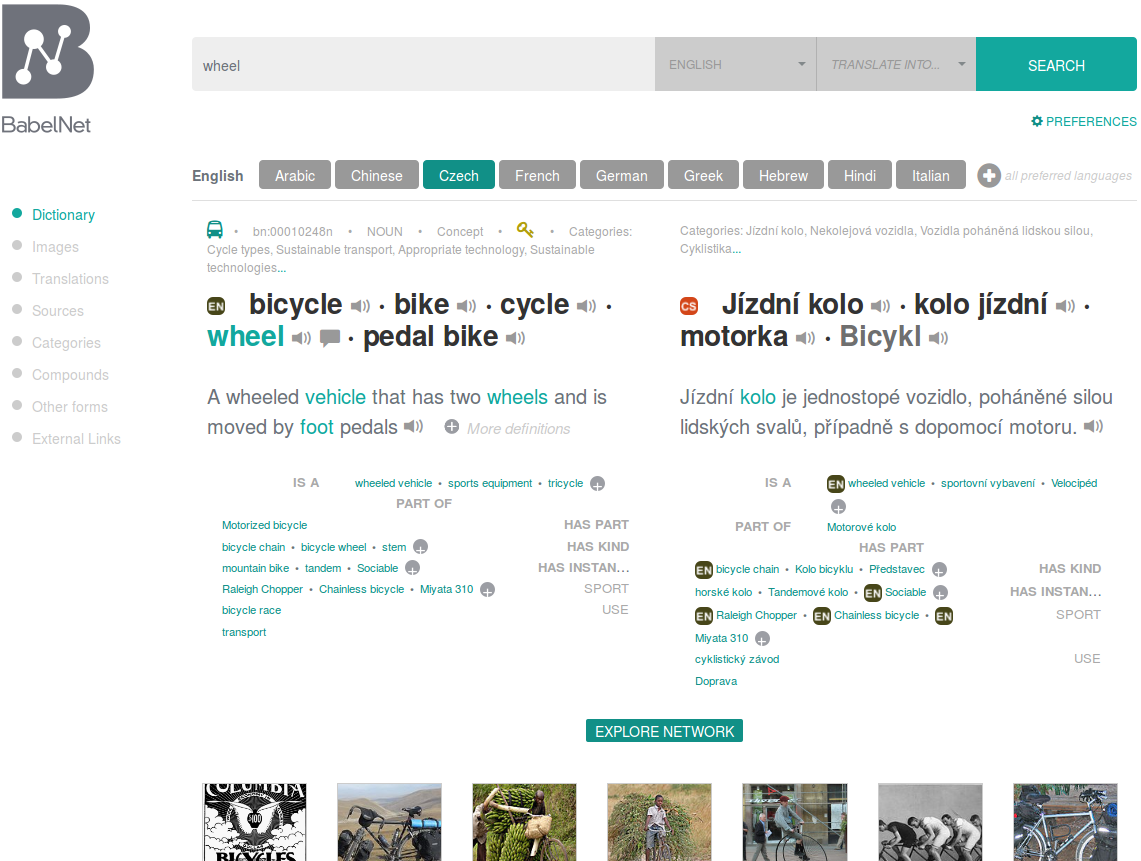 wheel
ENGLISH
TRANSLATE INTO...
SEARCH
BabelNet
PREFERENCES
English
Arabic
Chinese
Czech
French
German
Greek
Hebrew
Hindi
Italian
all preferred languages
Dictionary
Images
Translations
Sources
Categories
Compounds
Other forms
External Links
• bn:00010248n • NOUN • Concept • • Categories:
Cycle types, Sustainable transport, Appropriate technology, Sustainable
technologies...
EN bicycle • bike • cycle •
wheel • pedal bike
A wheeled vehicle that has two wheels and is
moved by foot pedals
More definitions
IS A
wheeled vehicle • sports equipment • tricycle
PART OF
Motorized bicycle
HAS PART
bicycle chain • bicycle wheel • stem
HAS KIND
mountain bike • tandem • Sociable
HAS INSTAN...
Raleigh Chopper • Chainless bicycle • Miyata 310
SPORT
bicycle race
USE
transport
Categories: Jízdní kolo, Nekolejová vozidla, Vozidla poháněná lidskou silou,
Cyklistika...
CS Jízdní kolo • kolo jízdní •
motorka • Bicykl
Jízdní kolo je jednostopé vozidlo, poháněné silou
lidských svalů, případně s dopomocí motoru.
IS A
EN wheeled vehicle • sportovní vybavení • Velocipéd
PART OF
Motorové kolo
HAS PART
EN bicycle chain • Kolo bicyklu • Představec
HAS KIND
horské kolo • Tandemové kolo • EN Sociable
HAS INSTAN...
EN Raleigh Chopper • EN Chainless bicycle • EN
SPORT
Miyata 310
cyklistický závod
USE
Doprava
EXPLORE NETWORK
COLUMBIA
$100
BICYCLES